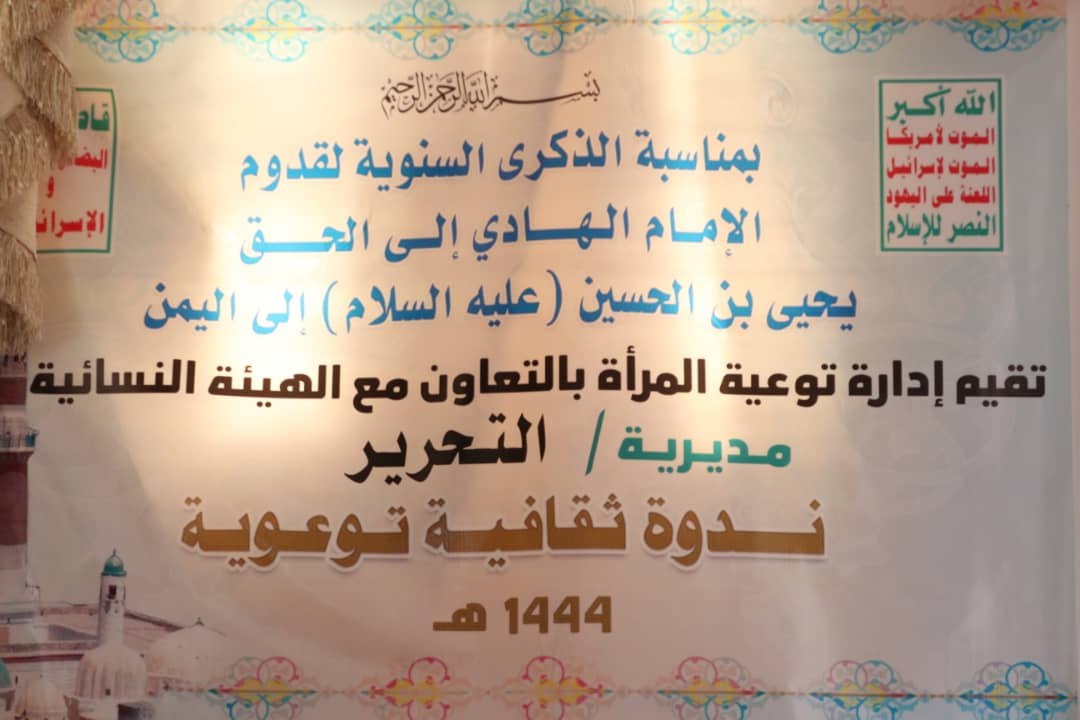 بسم الله الرحمن الرحيم
الله أكبر
الموت لأمريكا
الموت لإسرائيل
اللعنة على اليهود
النصر للإسلام
بمناسبة الذكرى السنوية لقدوم
الإمام الهادي إلى الحق
يحيى بن الحسين (عليه السلام) إلى اليمن
تقيم إدارة توعية المرأة بالتعاون مع الهيئة النسائية
مديرية / التحرير
ندوة ثقافية توعوية
1444 هـ
و